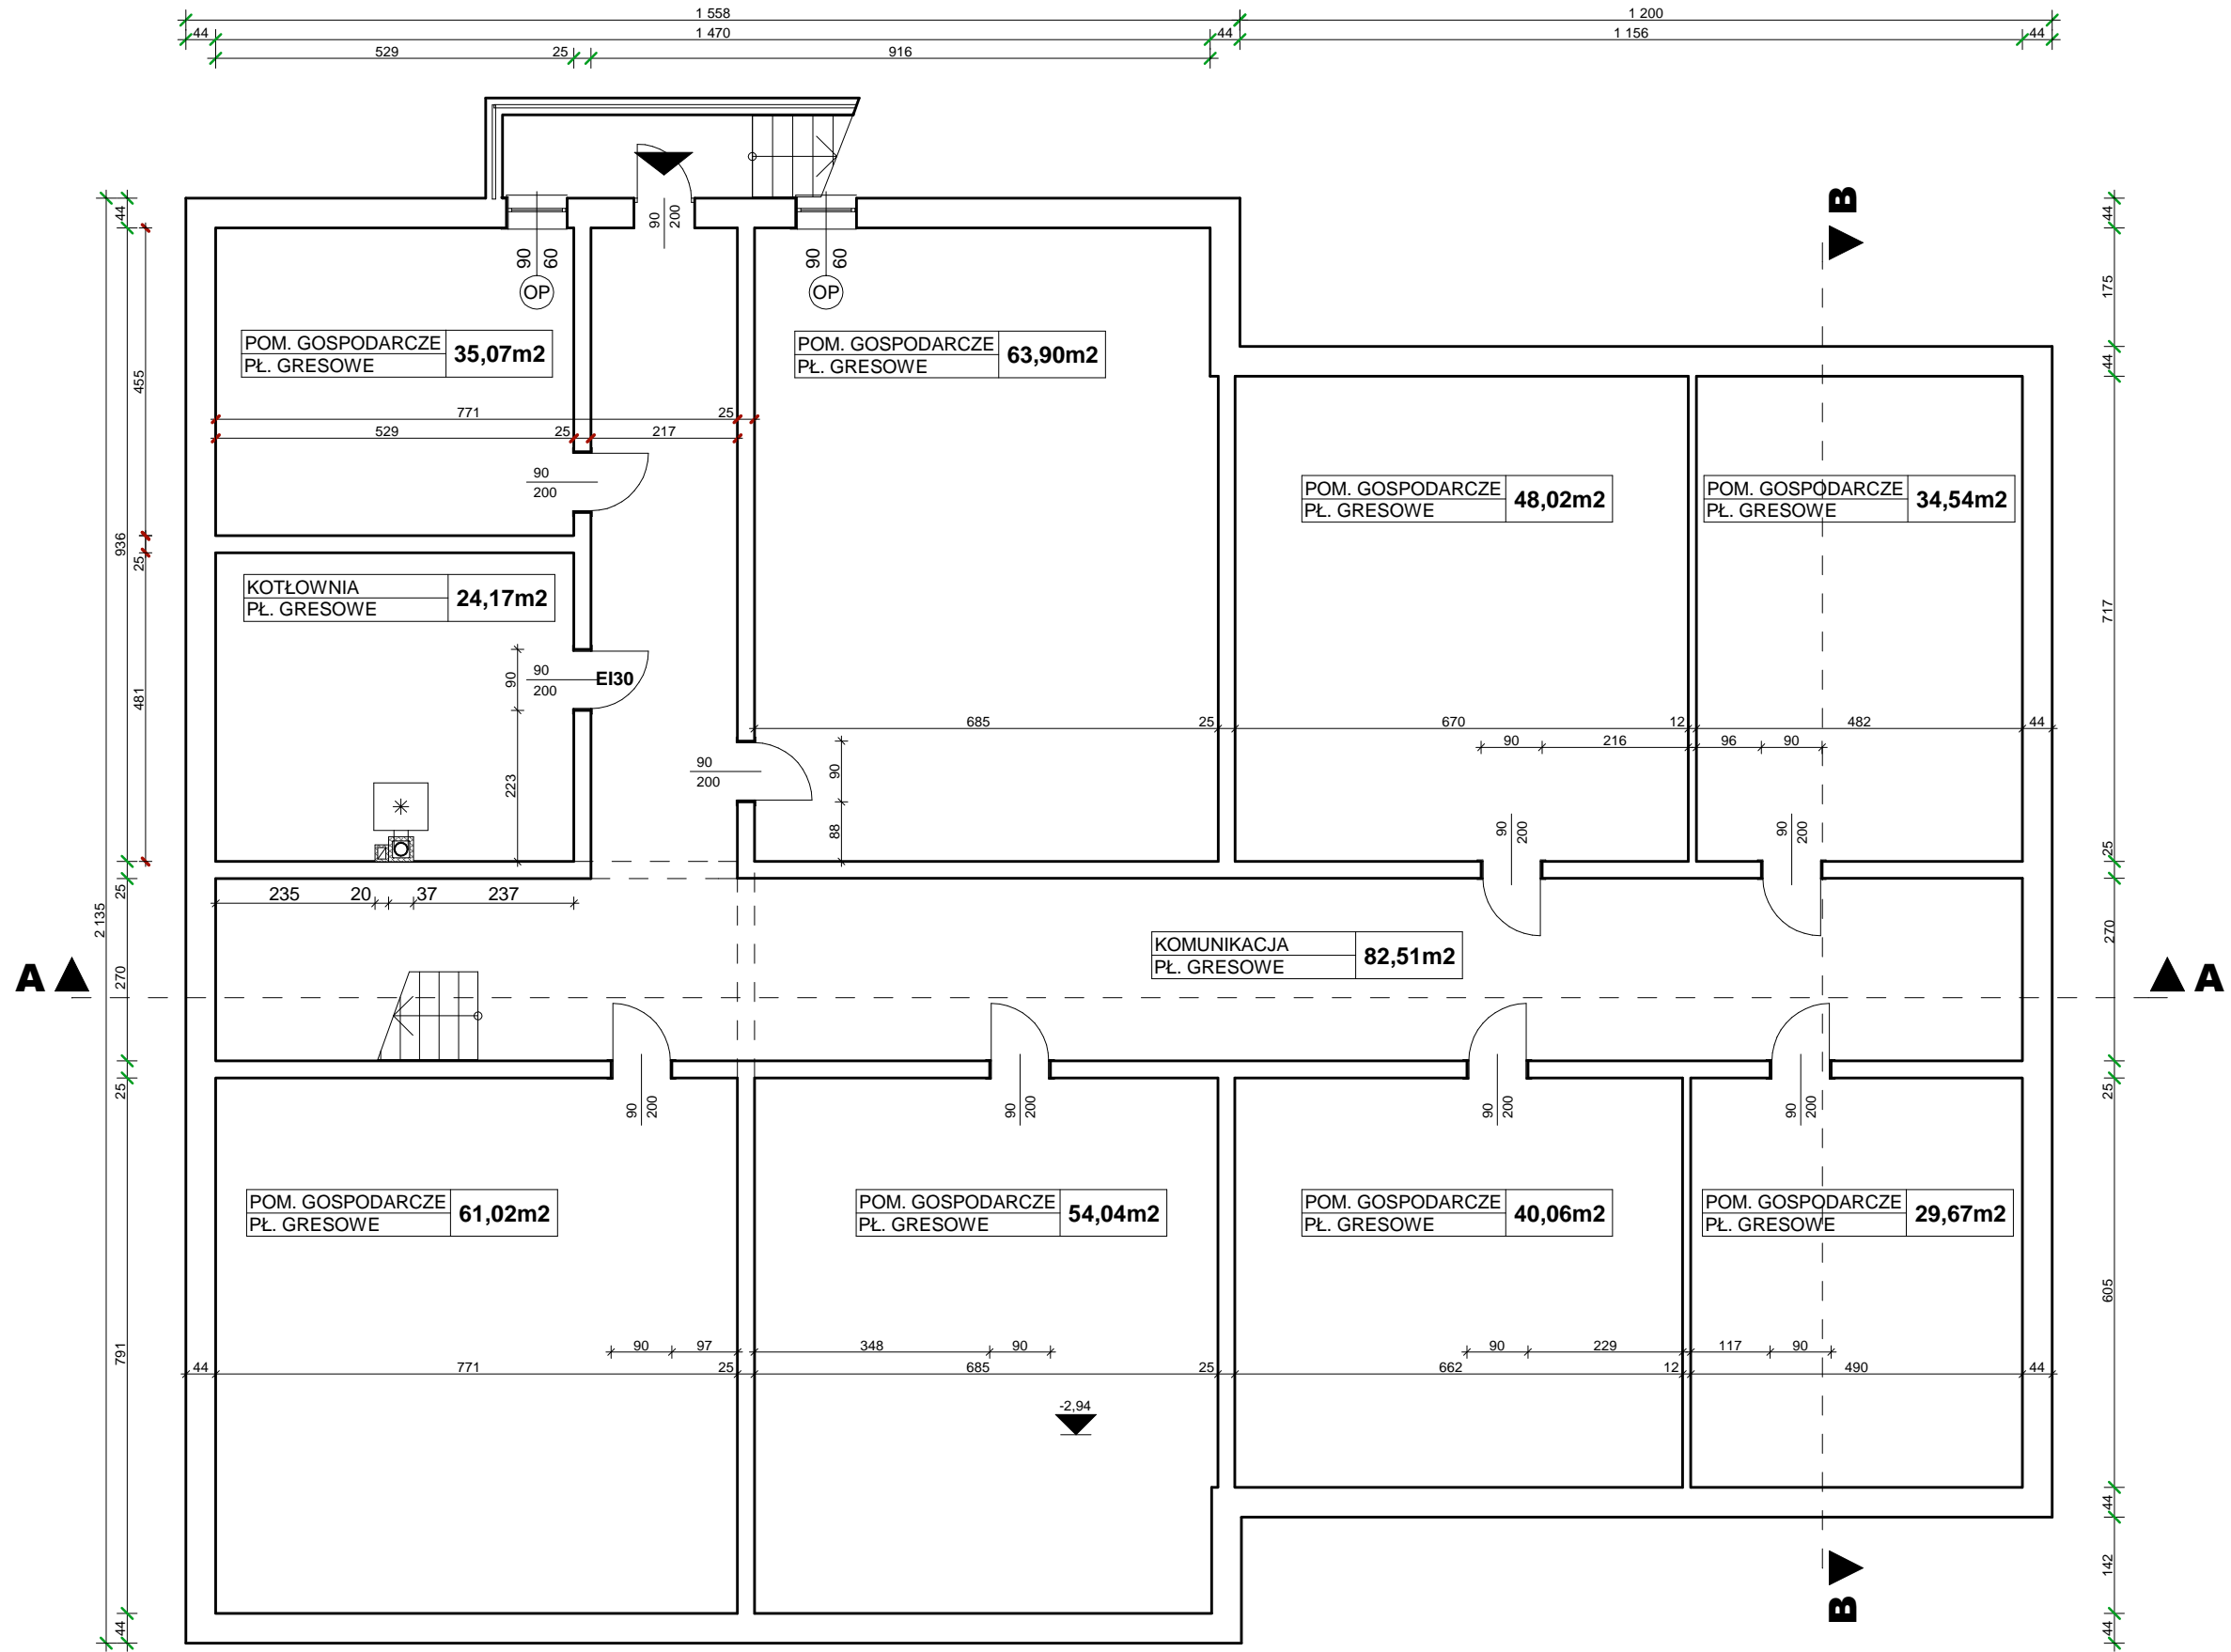 1 558
1 200
44
1 470
44
1 156
44
529
25
916
B
44
44
90
200
90
60
90
60
175
OP
OP
POM. GOSPODARCZE
PŁ. GRESOWE
35,07m2
POM. GOSPODARCZE
PŁ. GRESOWE
63,90m2
44
455
771
25
529
25
217
90
200
POM. GOSPODARCZE
PŁ. GRESOWE
48,02m2
POM. GOSPODARCZE
PŁ. GRESOWE
34,54m2
936
25
KOTŁOWNIA
PŁ. GRESOWE
24,17m2
717
481
90
90
200
EI30
685
25
670
12
482
44
90
216
96
90
90
200
90
223
88
90
200
90
200
25
25
235
20
37
237
2 135
270
270
KOMUNIKACJA
PŁ. GRESOWE
82,51m2
A
A
25
25
90
200
90
200
90
200
90
200
POM. GOSPODARCZE
PŁ. GRESOWE
61,02m2
POM. GOSPODARCZE
PŁ. GRESOWE
54,04m2
POM. GOSPODARCZE
PŁ. GRESOWE
40,06m2
POM. GOSPODARCZE
PŁ. GRESOWE
29,67m2
605
791
90
97
348
90
90
229
117
90
44
771
25
685
25
662
12
490
44
-2,94
44
142
B
44
44